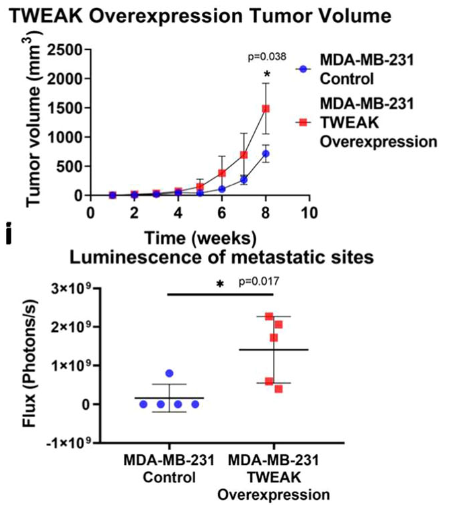 TWEAK Overexpression Tumor Volume
Tumor volume (mm³)
2500
2000
1500
1000
500
0
0
2
4
6
8
10
Time (weeks)
p=0.038
*
MDA-MB-231
Control
MDA-MB-231
TWEAK
Overexpression
i
Luminescence of metastatic sites
Flux (Photons/s)
3×10⁹
2×10⁹
1×10⁹
0
-1×10⁹
* p=0.017
MDA-MB-231
Control
MDA-MB-231
TWEAK
Overexpression